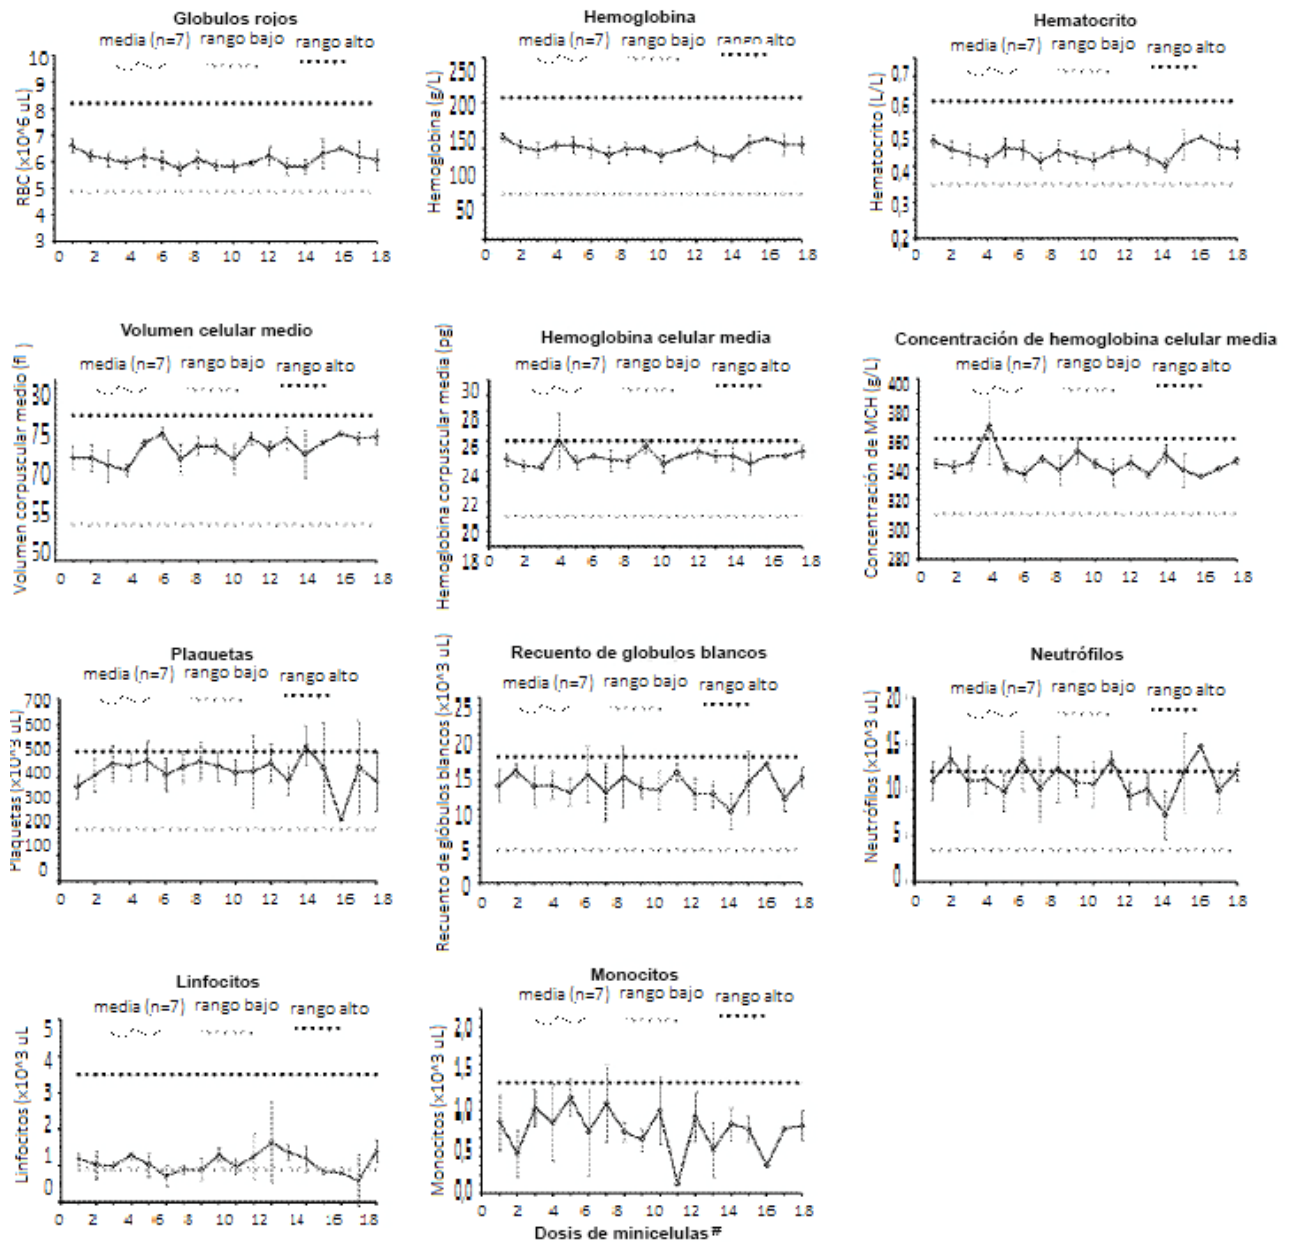 Globulos rojos
media (n=7) rango bajo rango alto
RBC (x10^6 uL)
10
9
8
7
6
5
4
3
0 2 4 6 8 10 12 14 16 18
Hemoglobina
media (n=7) rango bajo rango alto
Hemoglobina (g/L)
250
200
150
100
50
0 2 4 6 8 10 12 14 16 18
Hematocrito
media (n=7) rango bajo rango alto
Hematocrito (L/L)
0,7
0,6
0,5
0,4
0,3
0,2
0 2 4 6 8 10 12 14 16 18
Volumen celular medio
media (n=7) rango bajo rango alto
Volumen corpuscular medio (fl )
80
75
70
55
55
50
0 2 4 6 8 10 12 14 16 18
Hemoglobina celular media
media (n=7) rango bajo rango alto
Hemoglobina corpuscular media (pg)
30
28
26
24
22
20
18 0 2 4 6 8 10 12 14 16 18
Concentración de hemoglobina celular media
media (n=7) rango bajo rango alto
Concentración de MCH (g/L)
400
380
360
340
320
300
280
0 2 4 6 8 10 12 14 16 18
Plaquetas
media (n=7) rango bajo rango alto
Plaquetas (x10^3 uL)
700
600
500
400
300
200
100
0
0 2 4 6 8 10 12 14 16 18
Recuento de globulos blancos
media (n=7) rango bajo rango alto
Recuento de glóbulos blancos (x10^3 uL)
25
20
15
10
5
0
0 2 4 6 8 10 12 14 16 18
Neutrófilos
media (n=7) rango bajo rango alto
Neutrófilos (x10^3 uL)
20
15
10
5
0
0 2 4 6 8 10 12 14 16 18
Linfocitos
media (n=7) rango bajo rango alto
Linfocitos (x10^3 uL
5
4
3
2
1
0
0 2 4 6 8 10 12 14 16 18
Monocitos
media (n=7) rango bajo rango alto
Monocitos (x10^3 uL)
2,0
1,5
1,0
0,5
0,0
0 2 4 6 8 10 12 14 16 18
Dosis de minicelulas #